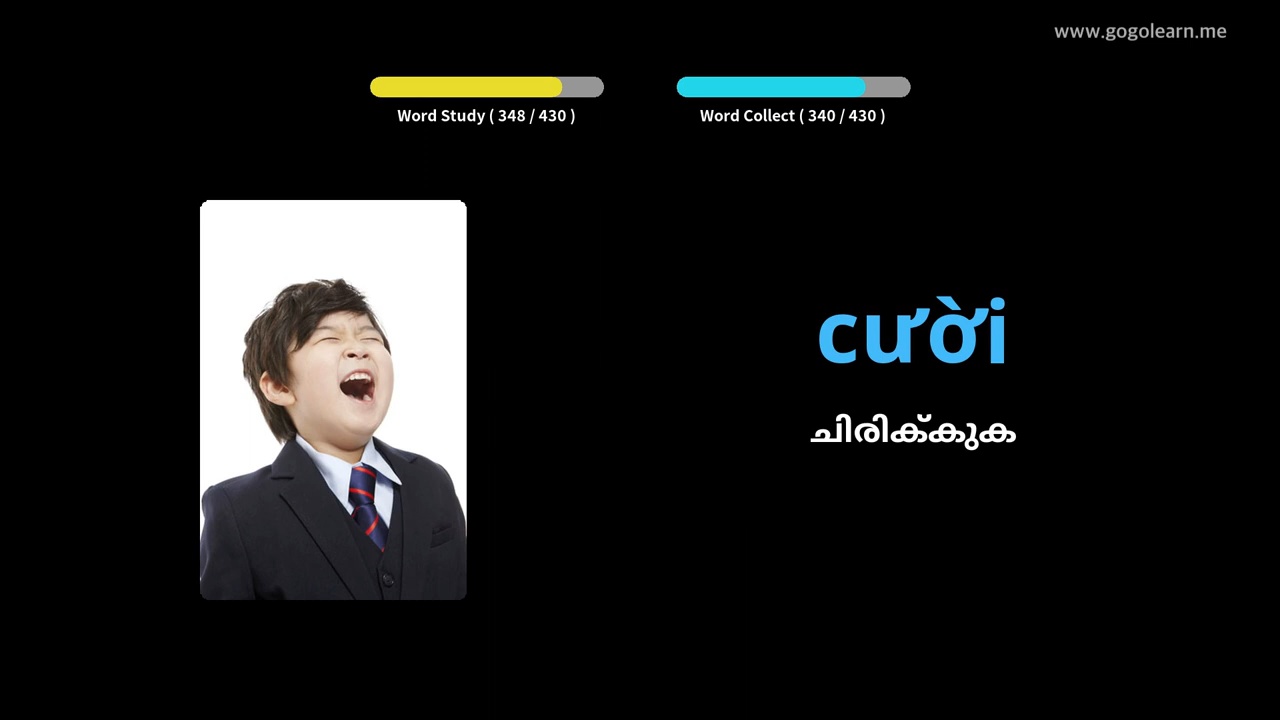 www.gogolearn.me
Word Study ( 348 / 430 )
Word Collect ( 340 / 430 )
cười
ചിരിക്കുക